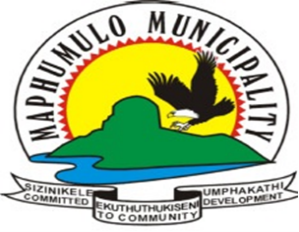 MAPHUMULO MUNICIPALITY
SIZINIKELE
COMMITTED
EKUTHUTHUKISENI
TO COMMUNITY
UMPHAKATHI
DEVELOPMENT